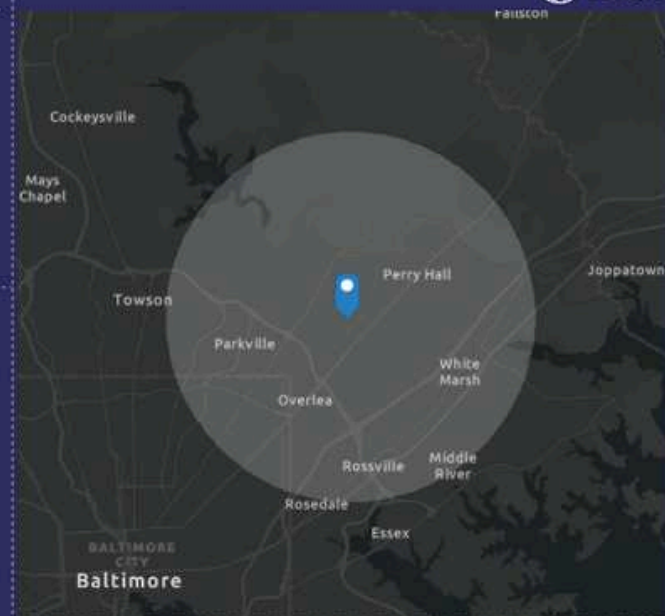 Fallston
Cockeysville
Mays
Chapel
Perry Hall
Joppatown
Towson
Parkville
White
Marsh
Overlea
Rossville
Middle
River
Rosedale
Essex
BALTIMORE
CITY
Baltimore